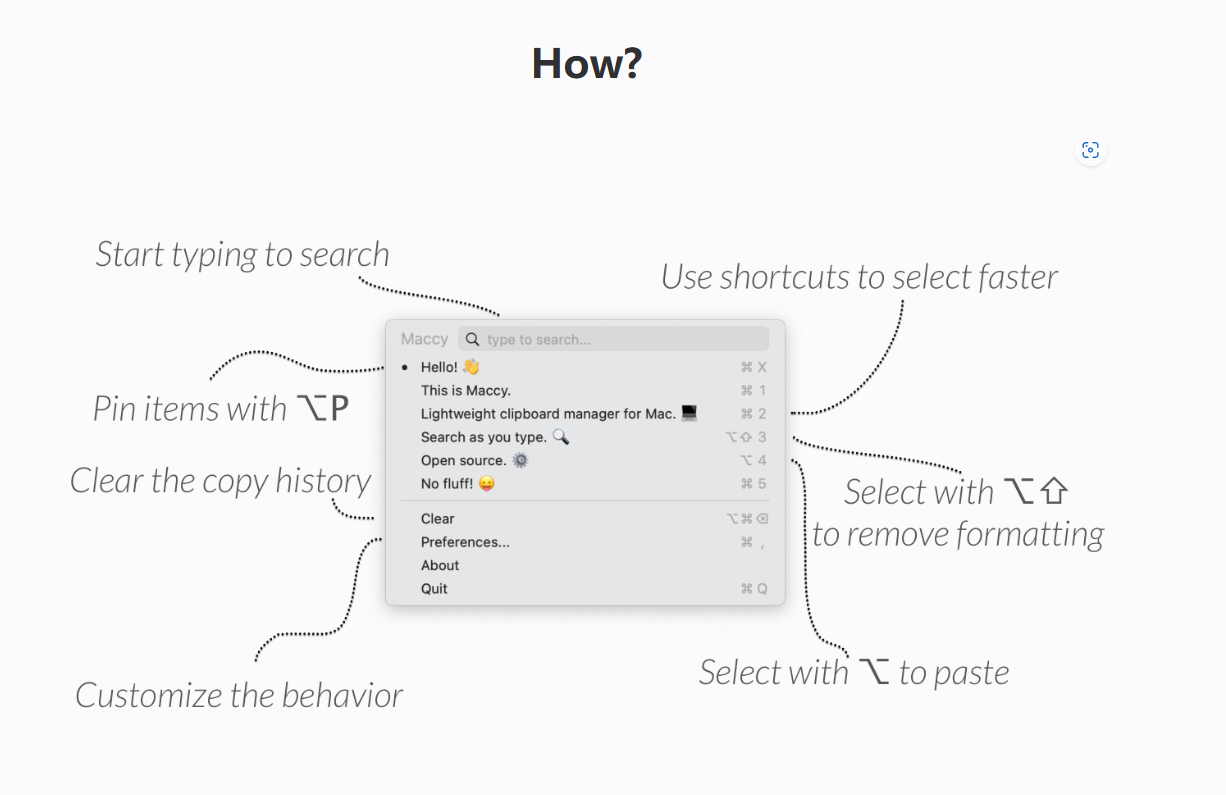 How?
Start typing to search
Use shortcuts to select faster
Maccy type to search...
Hello! 👋 ⌘ X
Pin items with ⌥P
This is Maccy. ⌘ 1
Lightweight clipboard manager for Mac. 💻 ⌘ 2
Search as you type. 🔍 ⌥⇧ 3
Open source. ⚙️ ⌥ 4
No fluff! 😛 ⌘ 5
Clear the copy history
Select with ⌥⇧
to remove formatting
Clear ⌥⌘⌫
Preferences... ⌘ ,
About
Quit ⌘ Q
Customize the behavior
Select with ⌥ to paste